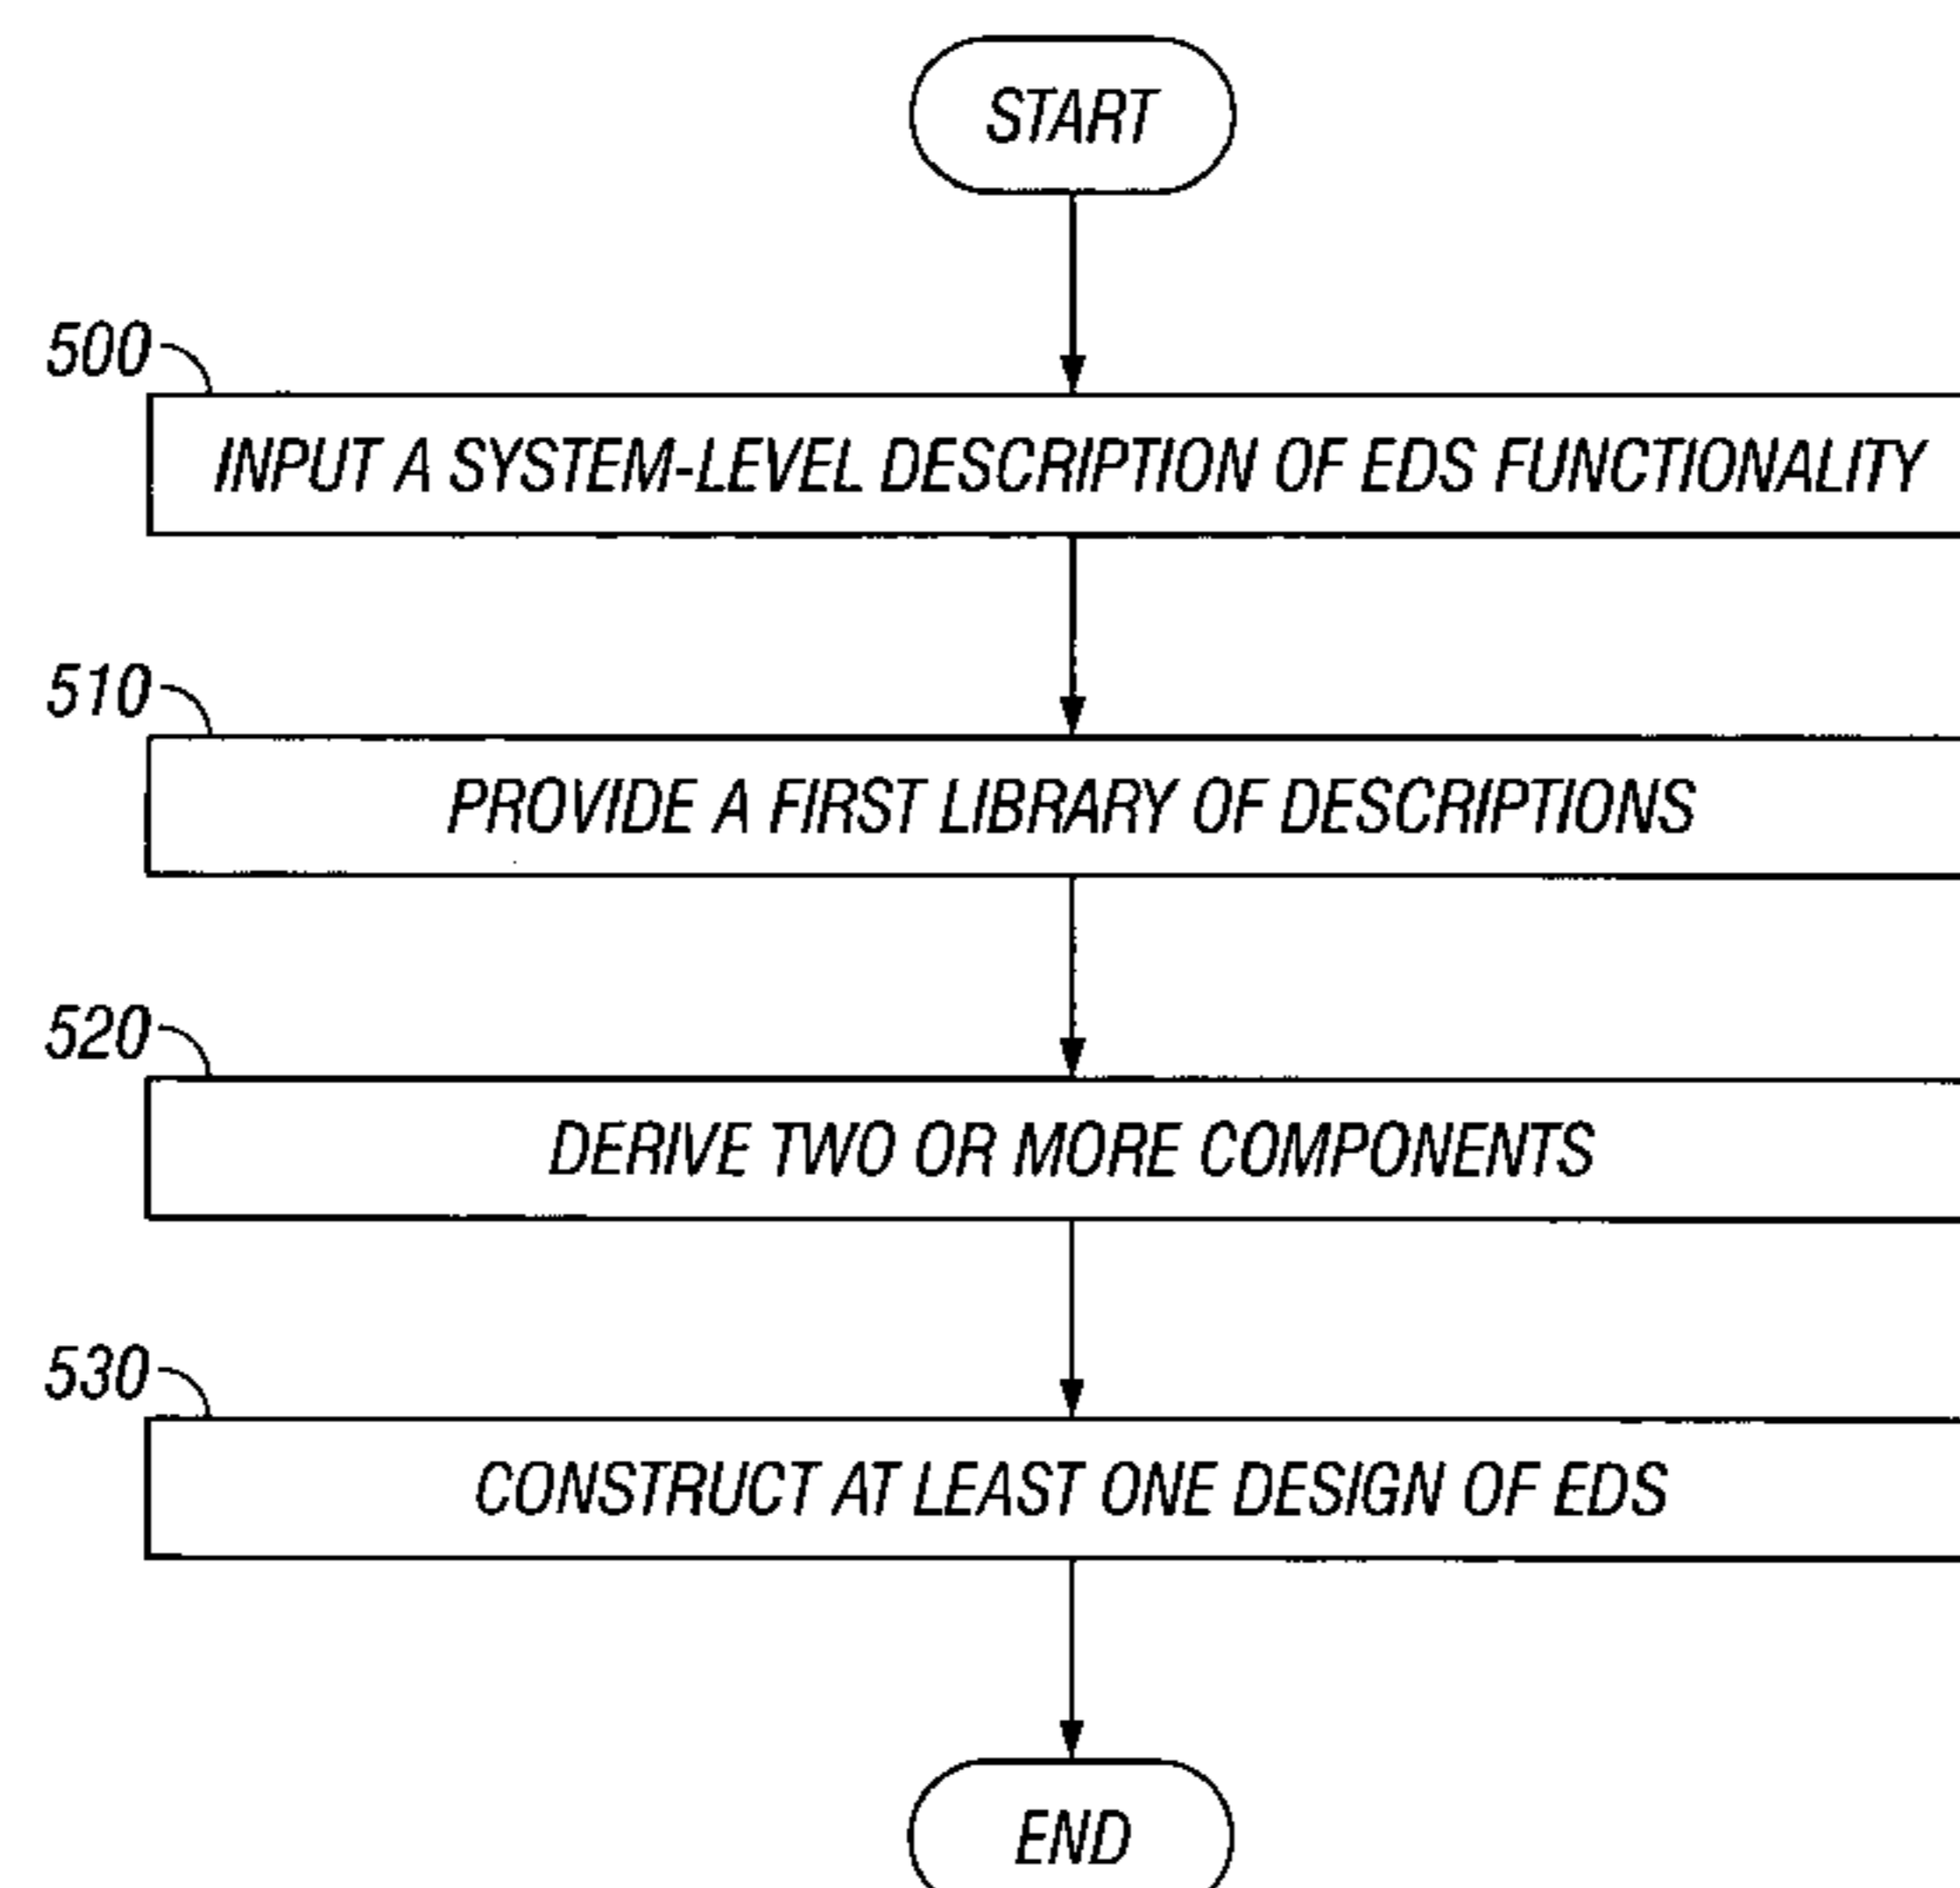 START
500
INPUT A SYSTEM-LEVEL DESCRIPTION OF EDS FUNCTIONALITY
510
PROVIDE A FIRST LIBRARY OF DESCRIPTIONS
520
DERIVE TWO OR MORE COMPONENTS
530
CONSTRUCT AT LEAST ONE DESIGN OF EDS
END